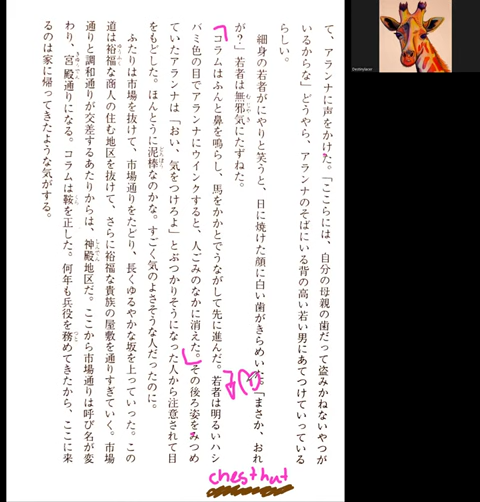 て、アランナに声をかけた。「ここらには、自分の母親の歯だって盗みかねないやつが
いるからな」どうやら、アランナのそばにいる背の高い若い男にあてつけていっている
らしい。
細身の若者がにやりと笑うと、日に焼けた顔に白い歯がきらめいた。「まさか、おれ
が?」若者は無邪気にたずねた。
コラムはふんと鼻を鳴らし、馬をかかとでうながして先に進んだ。若者は明るいハシ
バミ色の目でアランナにウインクすると、人ごみのなかに消えた。その後ろ姿をみつめ
ていたアランナは「おい、気をつけろよ」とぶつかりそうになった人から注意されて目
をもどした。ほんとうに泥棒なのかな。すごく気のよさそうな人だったのに。
ふたりは市場を抜けて、市場通りをたどり、長くゆるやかな坂を上っていった。この
道は裕福な商人の住む地区を抜けて、さらに裕福な貴族の屋敷を通りすぎていく。市場
通りと調和通りが交差するあたりからは、神殿地区だ。ここから市場通りは呼び名が変
わり、宮殿通りになる。コラムは鞍を正した。何年も兵役を務めてきたから、ここに来
るのは家に帰ってきたような気がする。
chesthut